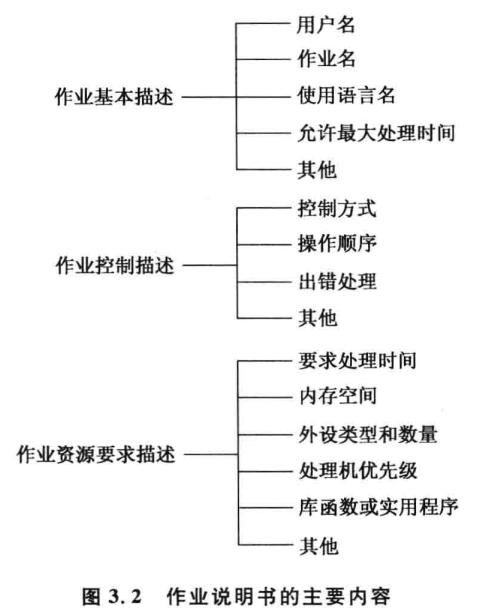 用户名
作业名
作业基本描述
使用语言名
允许最大处理时间
其他
控制方式
操作顺序
作业控制描述
出错处理
其他
要求处理时间
内存空间
外设类型和数量
作业资源要求描述
处理机优先级
库函数或实用程序
其他
图 3.2 作业说明书的主要内容